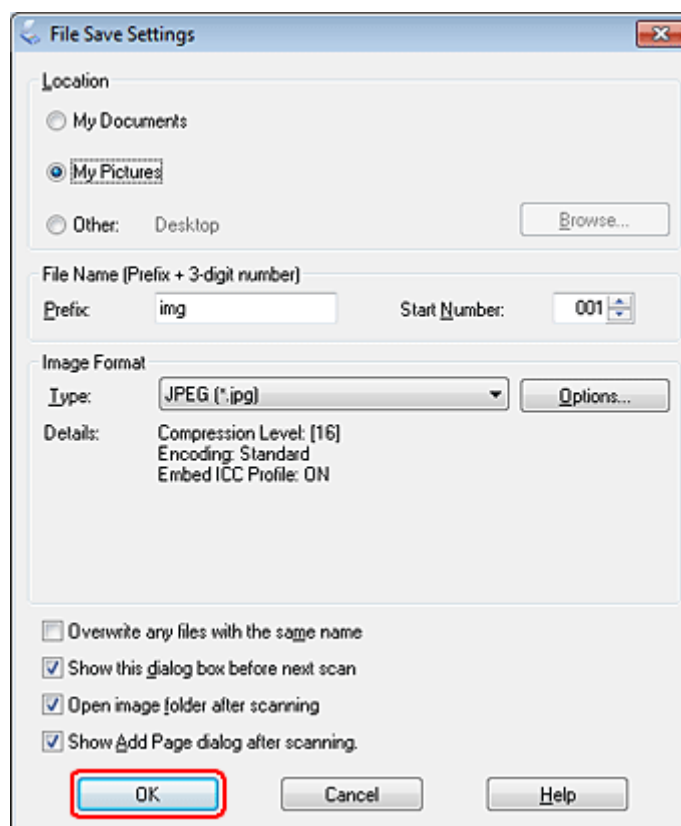 File Save Settings
Location
My Documents
My Pictures
Other: Desktop Browse...
File Name (Prefix + 3-digit number)
Prefix: img Start Number: 001
Image Format
Type: JPEG (*.jpg) Options...
Details: Compression Level: [16]
Encoding: Standard
Embed ICC Profile: ON
Overwrite any files with the same name
Show this dialog box before next scan
Open image folder after scanning
Show Add Page dialog after scanning.
OK Cancel Help